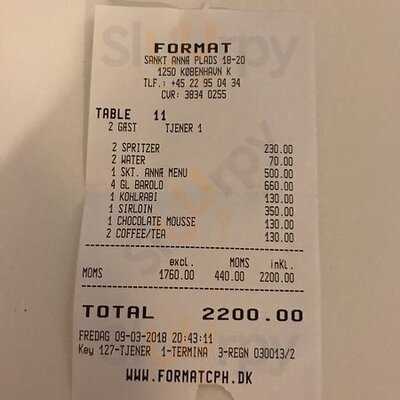 FORMAT
SANKT ANNÆ PLADS 18-20
1250 KØBENHAVN K
TLF.: +45 22 95 04 34
CVR: 3834 0255
TABLE 11
2 GÆST TJENER 1
2 SPRITZER 230.00
2 WATER 70.00
1 SKT. ANNÆ MENU 500.00
4 GL BAROLO 660.00
1 KOHLRABI 130.00
1 SIRLOIN 350.00
1 CHOCOLATE MOUSSE 130.00
2 COFFEE/TEA 130.00
excl. MOMS inKl.
MOMS 1760.00 440.00 2200.00
TOTAL 2200.00
FREDAG 09-03-2018 20:43:11
Key 127-TJENER 1-TERMINA 3-REGN 030013/2
WWW.FORMATCPH.DK